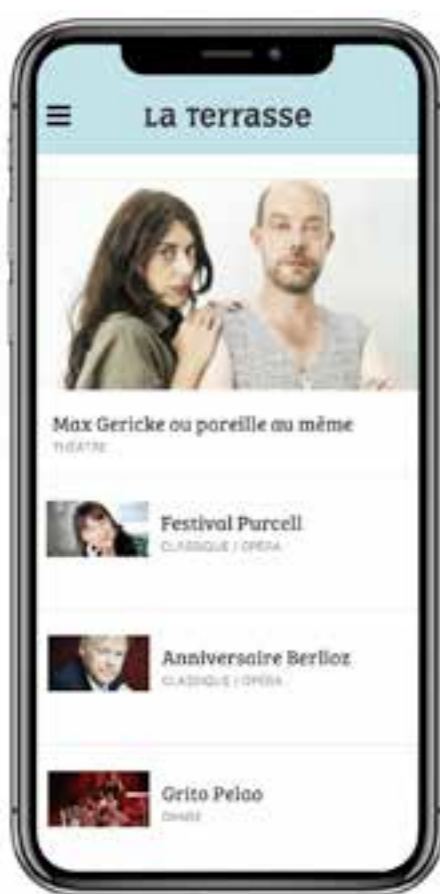 La Terrasse
Max Gericke ou pareille au même
THÉÂTRE
Festival Purcell
CLASSIQUE / OPÉRA
Anniversaire Berlioz
CLASSIQUE / OPÉRA
Grito Pelao
DANSE